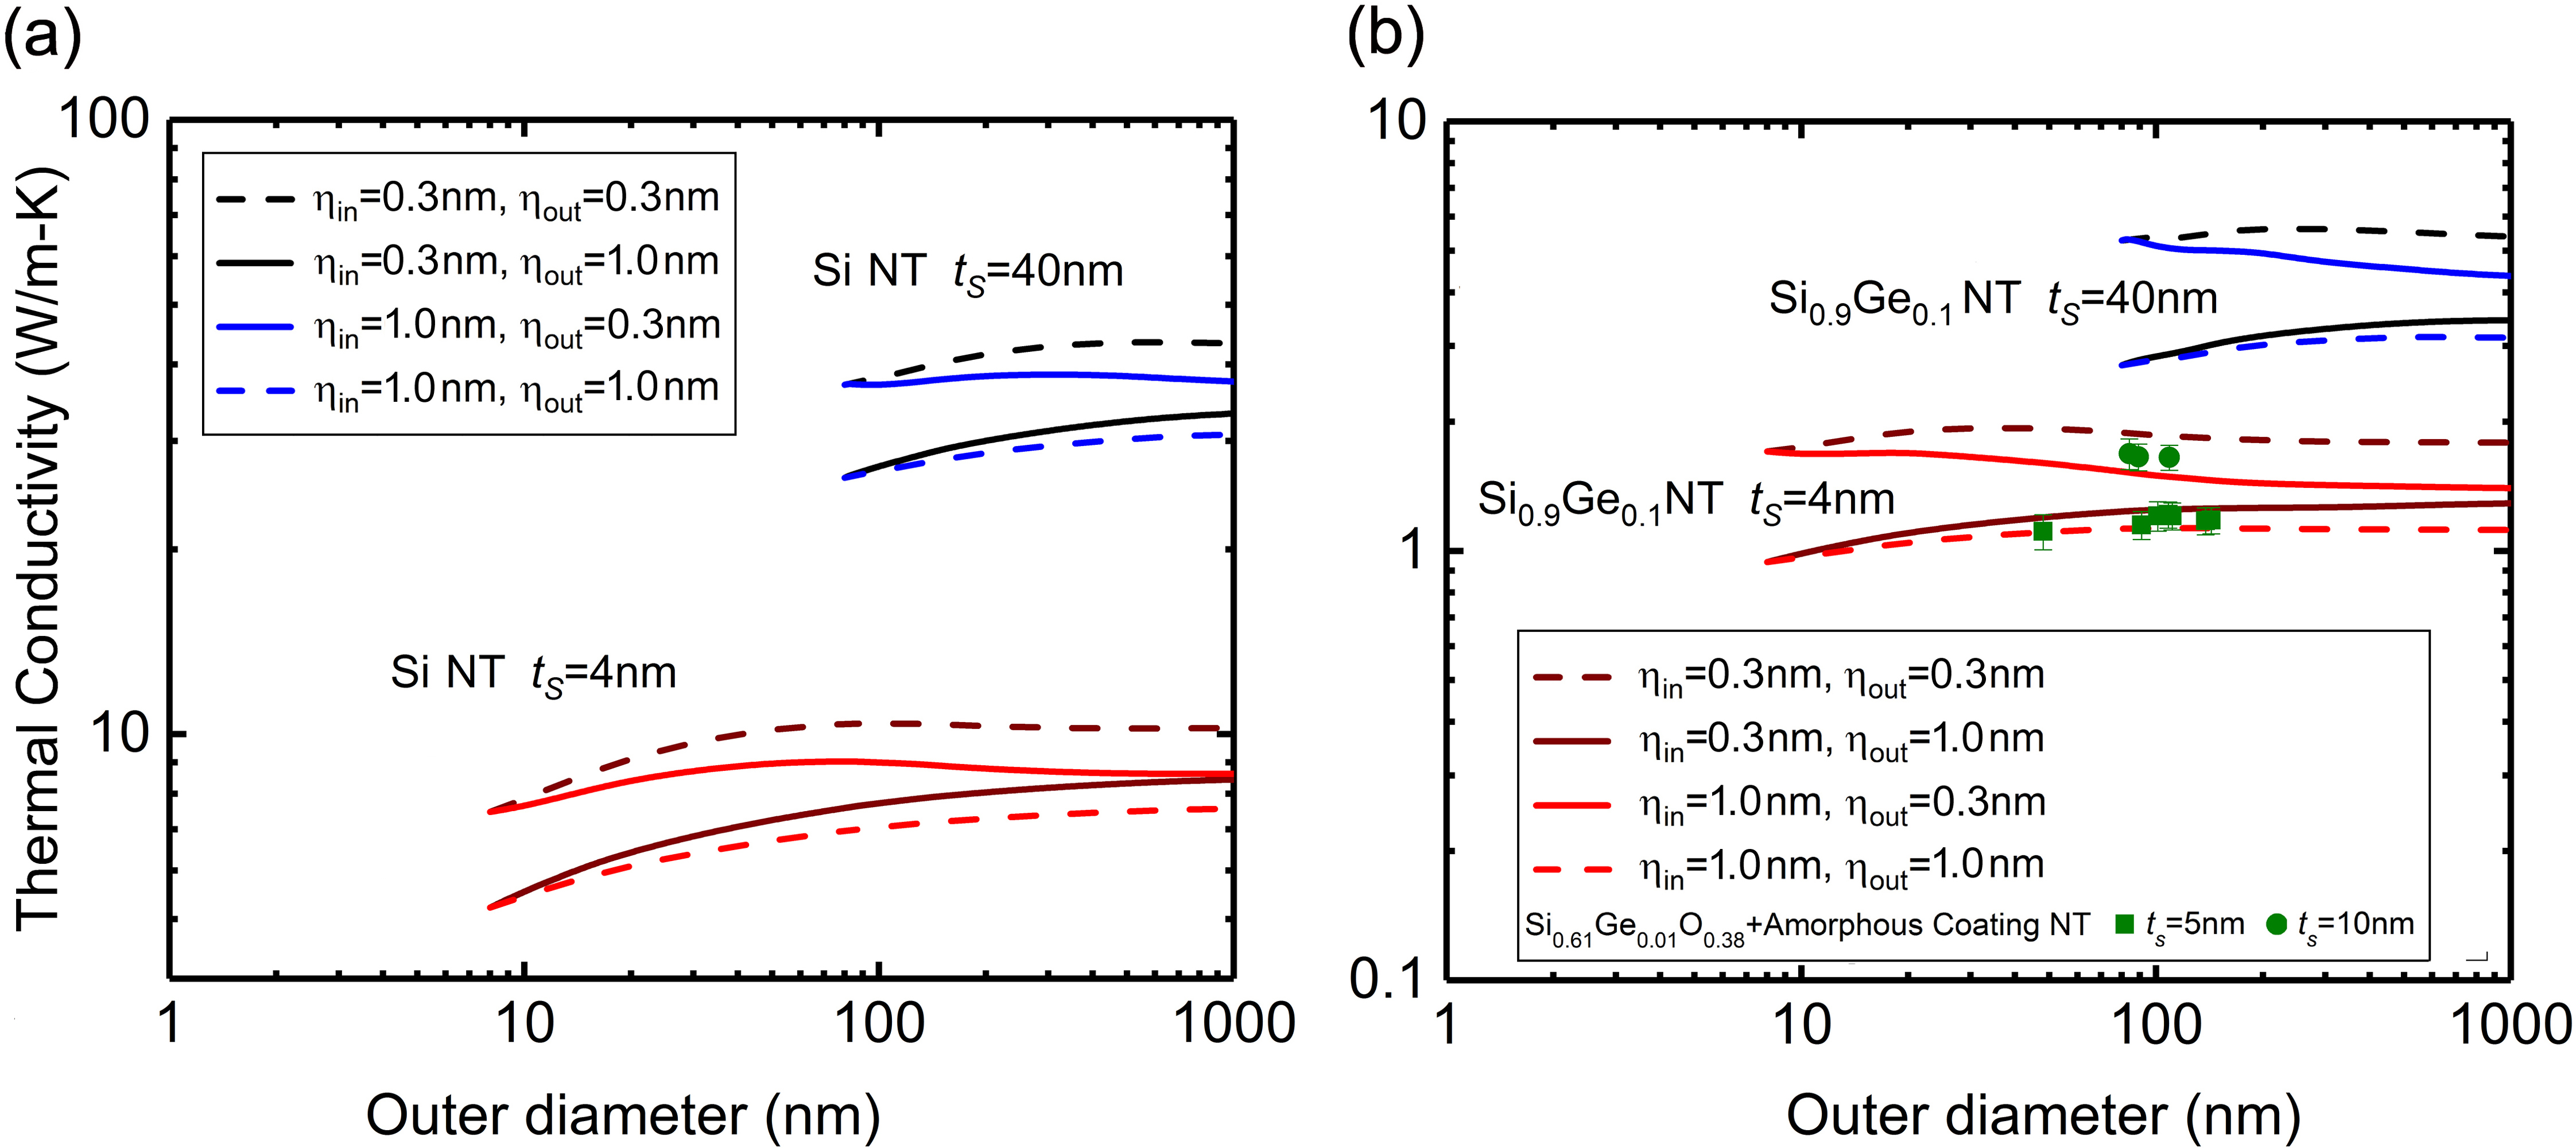 (a)
100
10
1
10
100
1000
Thermal Conductivity (W/m-K)
Outer diameter (nm)
ηin=0.3nm, ηout=0.3nm
ηin=0.3nm, ηout=1.0nm
ηin=1.0nm, ηout=0.3nm
ηin=1.0nm, ηout=1.0nm
Si NT tS=40nm
Si NT tS=4nm
(b)
10
1
0.1
1
10
100
1000
Outer diameter (nm)
Si0.9Ge0.1 NT tS=40nm
Si0.9Ge0.1NT tS=4nm
ηin=0.3nm, ηout=0.3nm
ηin=0.3nm, ηout=1.0nm
ηin=1.0nm, ηout=0.3nm
ηin=1.0nm, ηout=1.0nm
Si0.61Ge0.01O0.38+Amorphous Coating NT ts=5nm ts=10nm